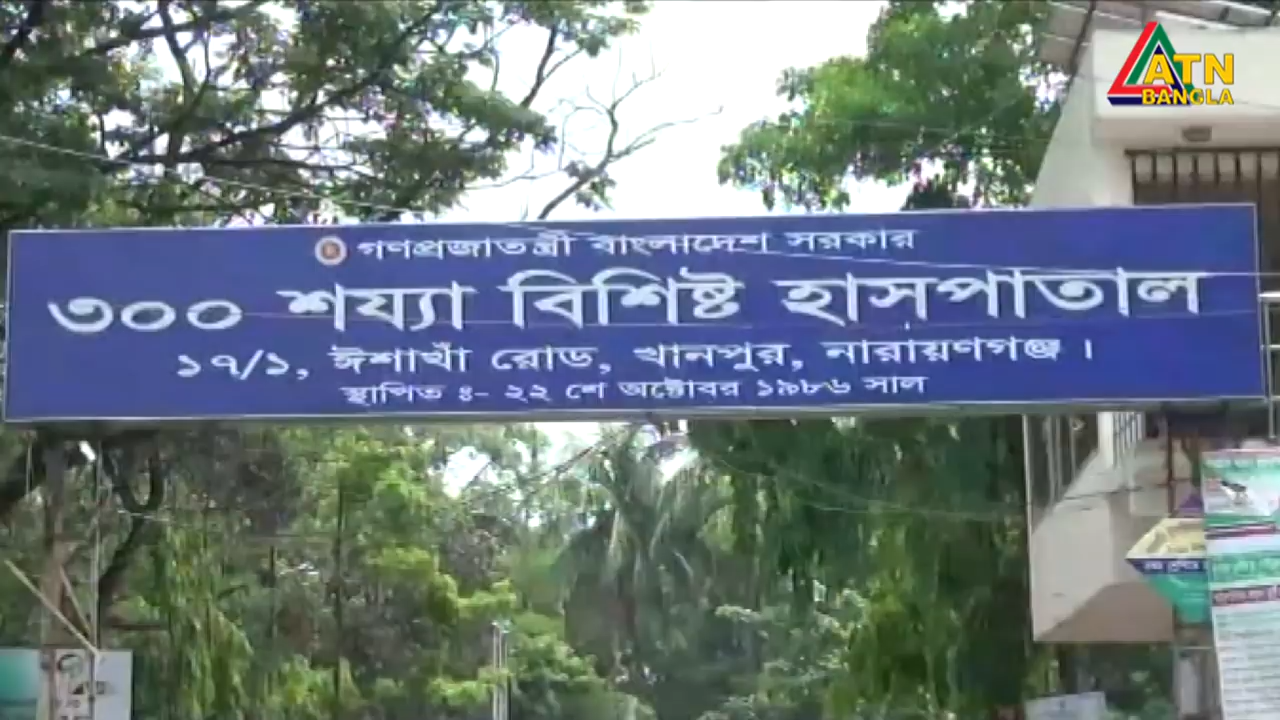 ATN
BANGLA
গণপ্রজাতন্ত্রী বাংলাদেশ সরকার
৩০০ শয্যা বিশিষ্ট হাসপাতাল
১৭/১, ঈশাখাঁ রোড, খানপুর, নারায়ণগঞ্জ।
স্থাপিত ঃ- ২২ শে অক্টোবর ১৯৮৬ সাল